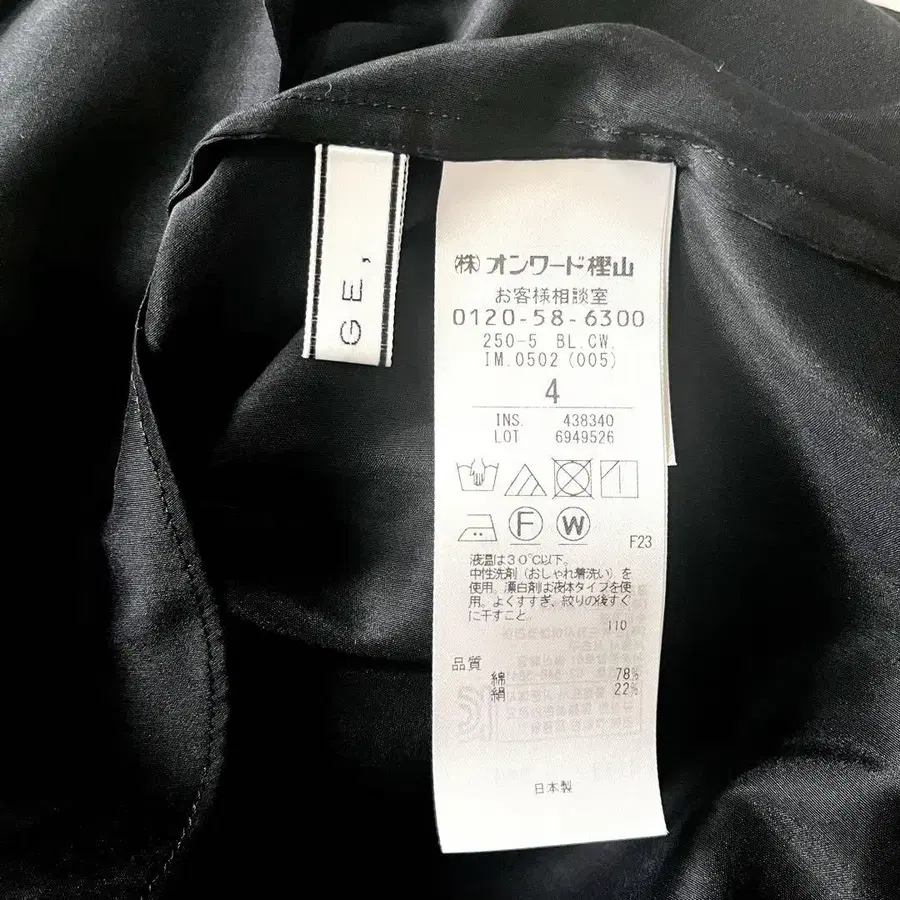 GE,
(株)オンワード樫山
お客様相談室
0120-58-6300
250-5 BL.CW.
IM.0502(005)
4
INS. 438340
LOT 6949526
F W
F23
液温は30℃以下。
中性洗剤(おしゃれ着洗い)を
使用。漂白剤は液体タイプを使
用。よくすすぎ、絞りの後すぐ
に干すこと。
110
品質
綿 78%
絹 22%
日本製